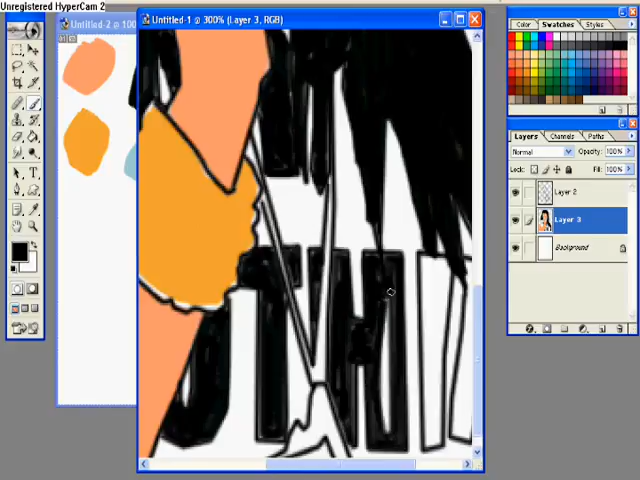 Unregistered HyperCam 2
Untitled-2 @ 100
Untitled-1 @ 300% (Layer 3, RGB)
Color Swatches Styles
Layers Channels Paths
Normal Opacity: 100%
Lock: Fill: 100%
Layer 2
Layer 3
Background